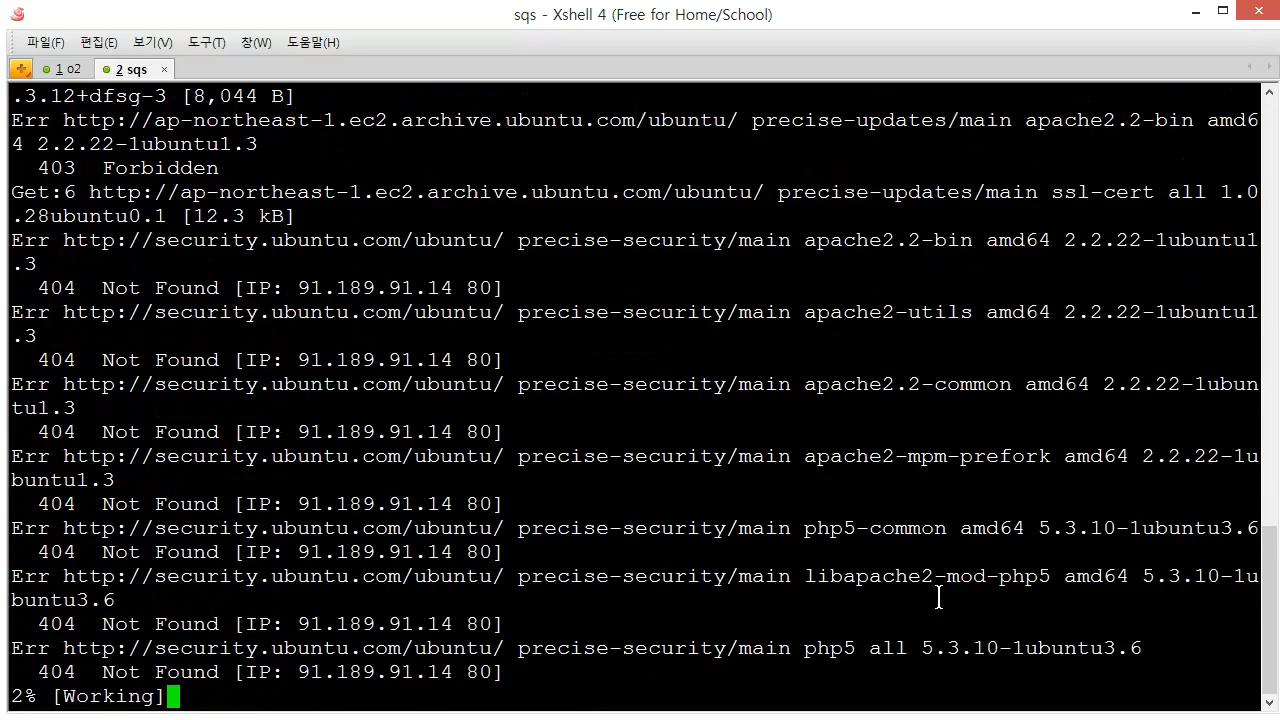 sqs - Xshell 4 (Free for Home/School)
파일(F) 편집(E) 보기(V) 도구(T) 창(W) 도움말(H)
1 o2 2 sqs
.3.12+dfsg-3 [8,044 B]
Err http://ap-northeast-1.ec2.archive.ubuntu.com/ubuntu/ precise-updates/main apache2.2-bin amd6
4 2.2.22-1ubuntu1.3
403 Forbidden
Get:6 http://ap-northeast-1.ec2.archive.ubuntu.com/ubuntu/ precise-updates/main ssl-cert all 1.0
.28ubuntu0.1 [12.3 kB]
Err http://security.ubuntu.com/ubuntu/ precise-security/main apache2.2-bin amd64 2.2.22-1ubuntu1
.3
404 Not Found [IP: 91.189.91.14 80]
Err http://security.ubuntu.com/ubuntu/ precise-security/main apache2-utils amd64 2.2.22-1ubuntu1
.3
404 Not Found [IP: 91.189.91.14 80]
Err http://security.ubuntu.com/ubuntu/ precise-security/main apache2.2-common amd64 2.2.22-1ubun
tu1.3
404 Not Found [IP: 91.189.91.14 80]
Err http://security.ubuntu.com/ubuntu/ precise-security/main apache2-mpm-prefork amd64 2.2.22-1u
buntu1.3
404 Not Found [IP: 91.189.91.14 80]
Err http://security.ubuntu.com/ubuntu/ precise-security/main php5-common amd64 5.3.10-1ubuntu3.6
404 Not Found [IP: 91.189.91.14 80]
Err http://security.ubuntu.com/ubuntu/ precise-security/main libapache2-mod-php5 amd64 5.3.10-1u
buntu3.6
404 Not Found [IP: 91.189.91.14 80]
Err http://security.ubuntu.com/ubuntu/ precise-security/main php5 all 5.3.10-1ubuntu3.6
404 Not Found [IP: 91.189.91.14 80]
2% [Working]